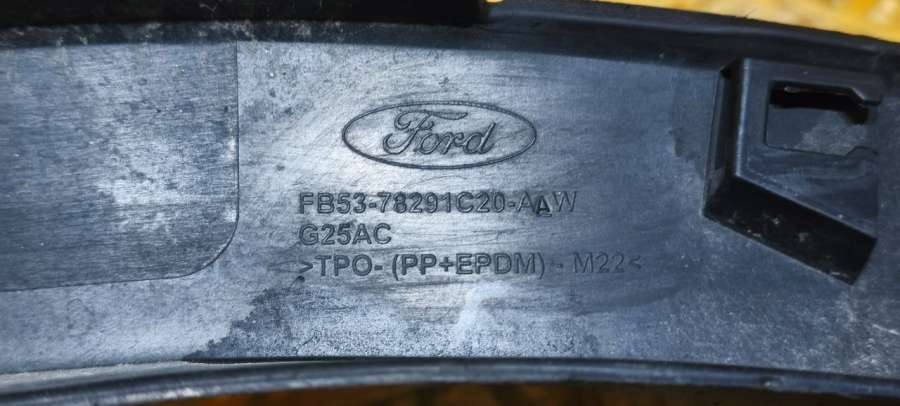 Ford
FB53-78291C20-AAW
G25AC
>TPO- (PP+EPDM) - M22<